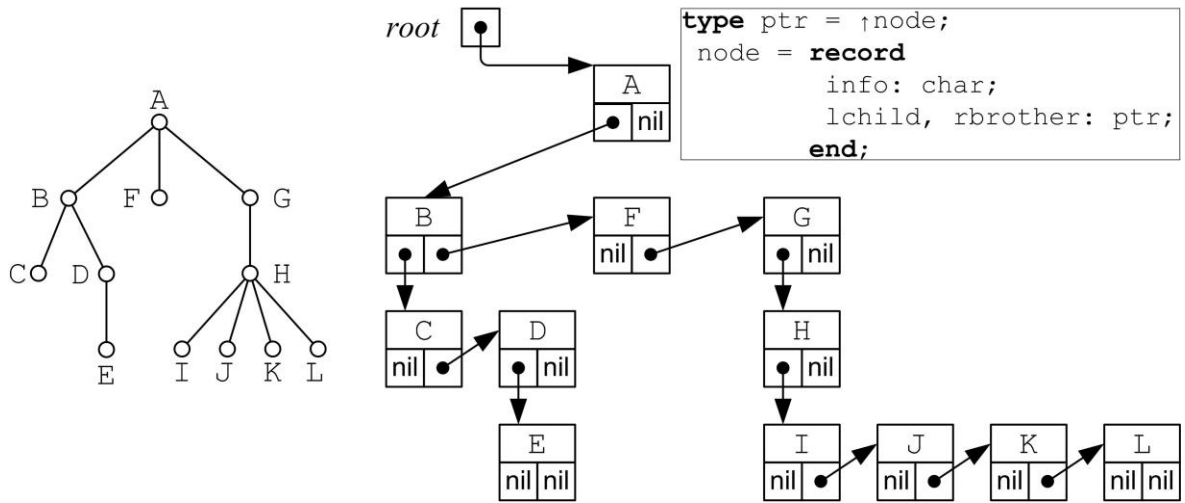 root
type ptr = ↑node;
node = record
info: char;
lchild, rbrother: ptr;
end;
A
B F G
C D H
E I J K L
A
nil
B F G
nil nil
C D H
nil nil nil
E I J K L
nil nil nil nil nil nil nil